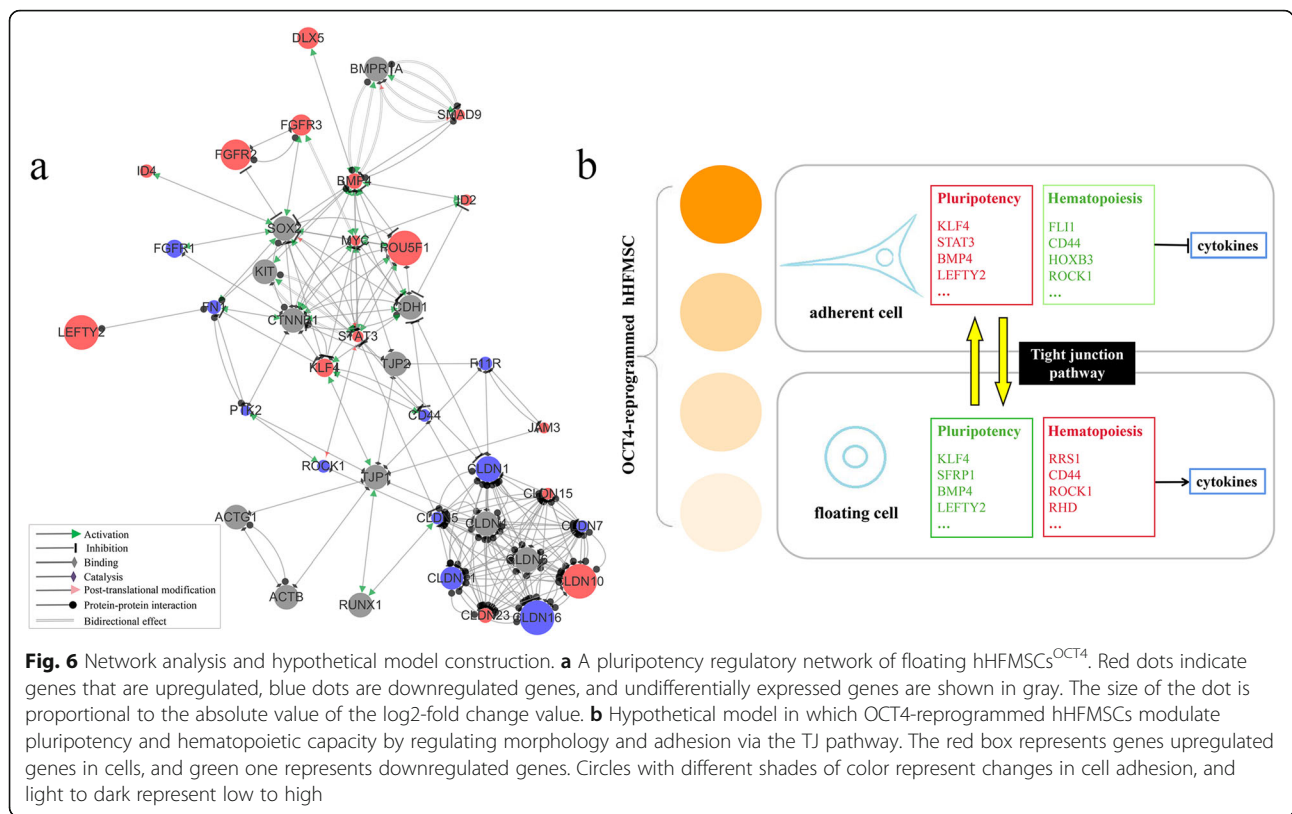 a
DLX5
BMPR1A
SMAD9
FGFR3
FGFR2
ID4
BMP4
ID2
SOX2
FGFR1
MYC
POU5F1
KIT
FN1
CTNNB1
CDH1
LEFTY2
STAT3
KLF4
TJP2
F11R
PTK2
CD44
JAM3
ROCK1
TJP1
CLDN1
CLDN15
ACTG1
CLDN5
CLDN4
CLDN7
CLDN6
CLDN10
ACTB
RUNX1
CLDN23
CLDN16
Activation
Inhibition
Binding
Catalysis
Post-translational modification
Protein-protein interaction
Bidirectional effect
b
OCT4-reprogrammed hHFMSC
adherent cell
Pluripotency
KLF4
STAT3
BMP4
LEFTY2
...
Hematopoiesis
FLI1
CD44
HOXB3
ROCK1
...
cytokines
Tight junction
pathway
floating cell
Pluripotency
KLF4
SFRP1
BMP4
LEFTY2
...
Hematopoiesis
RRS1
CD44
ROCK1
RHD
...
cytokines
Fig. 6 Network analysis and hypothetical model construction. a A pluripotency regulatory network of floating hHFMSCsOCT4. Red dots indicate
genes that are upregulated, blue dots are downregulated genes, and undifferentially expressed genes are shown in gray. The size of the dot is
proportional to the absolute value of the log2-fold change value. b Hypothetical model in which OCT4-reprogrammed hHFMSCs modulate
pluripotency and hematopoietic capacity by regulating morphology and adhesion via the TJ pathway. The red box represents genes upregulated
genes in cells, and green one represents downregulated genes. Circles with different shades of color represent changes in cell adhesion, and
light to dark represent low to high